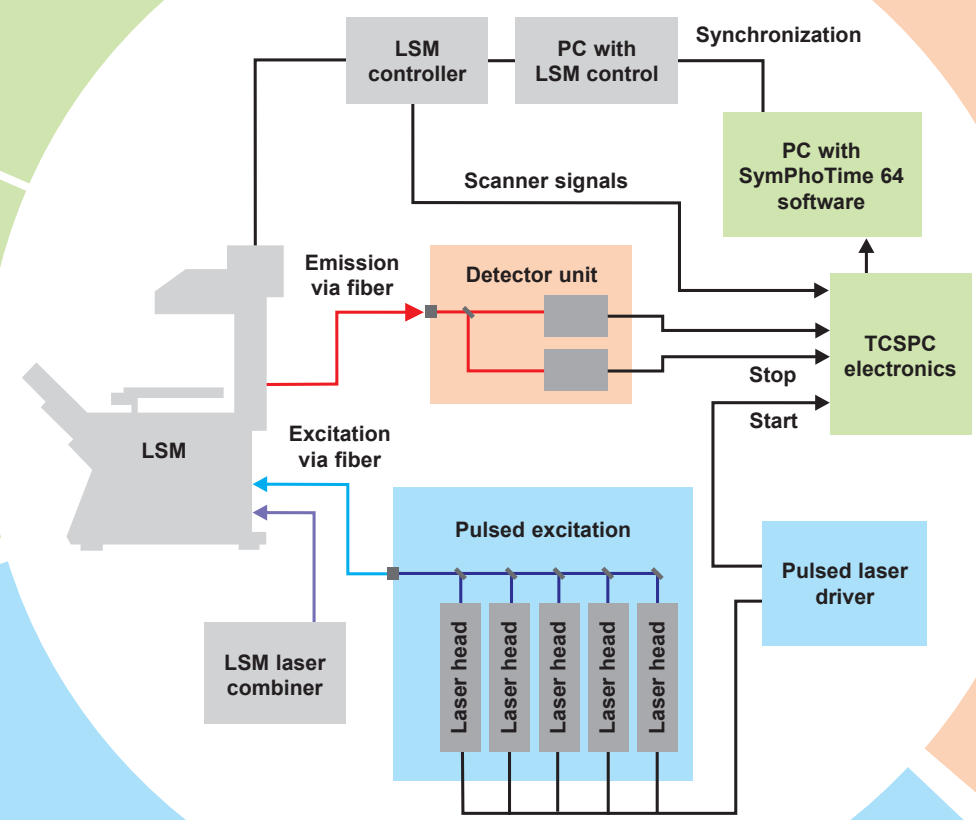 LSM
controller
PC with
LSM control
Synchronization
PC with
SymPhoTime 64
software
Scanner signals
Emission
via fiber
Detector unit
TCSPC
electronics
Stop
Start
LSM
Excitation
via fiber
Pulsed excitation
Pulsed laser
driver
LSM laser
combiner
Laser head
Laser head
Laser head
Laser head
Laser head